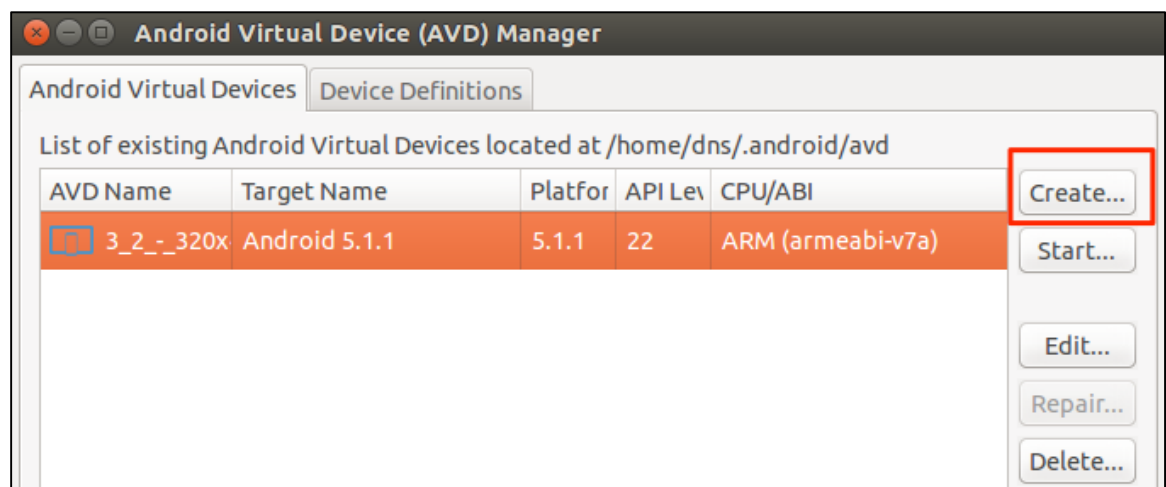 Android Virtual Device (AVD) Manager
Android Virtual Devices Device Definitions
List of existing Android Virtual Devices located at /home/dns/.android/avd
AVD Name Target Name Platfor API Lev CPU/ABI Create...
3_2_-_320x Android 5.1.1 5.1.1 22 ARM (armeabi-v7a) Start...
Edit...
Repair...
Delete...